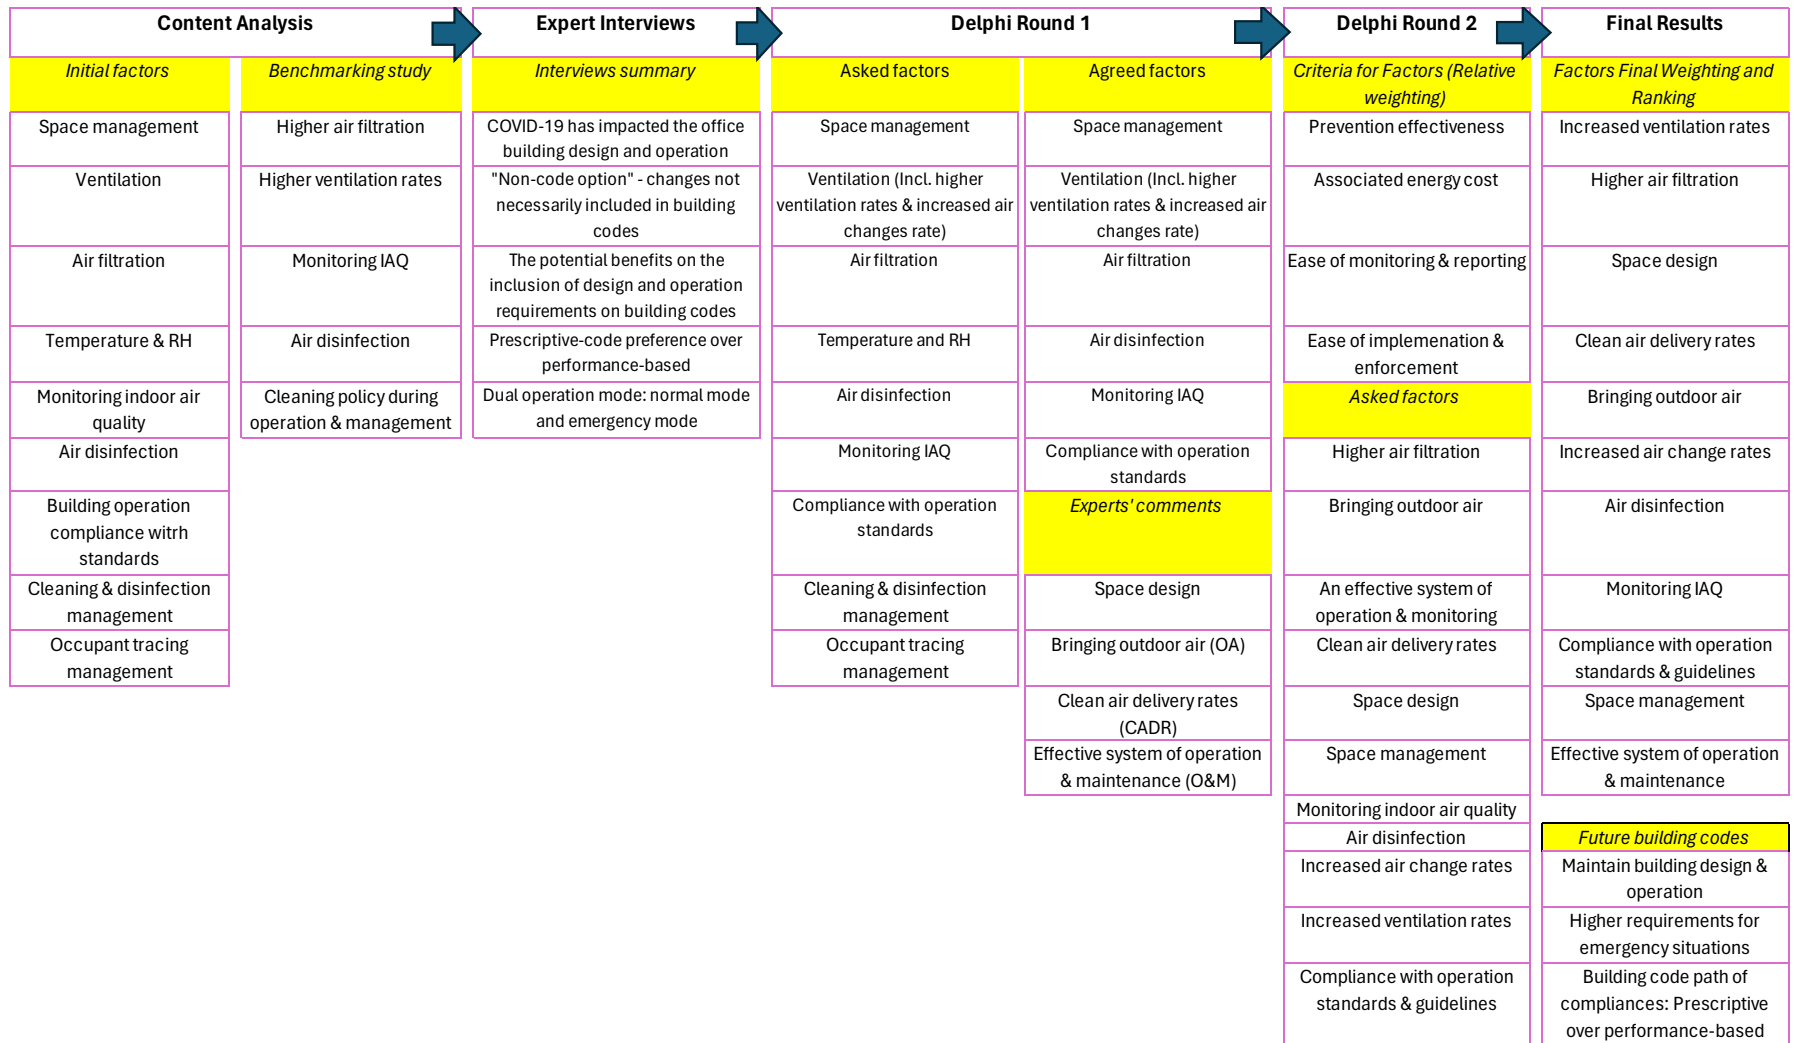 Content Analysis
Expert Interviews
Delphi Round 1
Delphi Round 2
Final Results
Initial factors
Space management
Ventilation
Air filtration
Temperature & RH
Monitoring indoor air
quality
Air disinfection
Building operation
compliance witrh
standards
Cleaning & disinfection
management
Occupant tracing
management
Benchmarking study
Higher air filtration
Higher ventilation rates
Monitoring IAQ
Air disinfection
Cleaning policy during
operation & management
Interviews summary
COVID-19 has impacted the office
building design and operation
"Non-code option" - changes not
necessarily included in building
codes
The potential benefits on the
inclusion of design and operation
requirements on building codes
Prescriptive-code preference over
performance-based
Dual operation mode: normal mode
and emergency mode
Asked factors
Space management
Ventilation (Incl. higher
ventilation rates & increased air
changes rate)
Air filtration
Temperature and RH
Air disinfection
Monitoring IAQ
Compliance with operation
standards
Cleaning & disinfection
management
Occupant tracing
management
Agreed factors
Space management
Ventilation (Incl. higher
ventilation rates & increased air
changes rate)
Air filtration
Air disinfection
Monitoring IAQ
Compliance with operation
standards
Experts' comments
Space design
Bringing outdoor air (OA)
Clean air delivery rates
(CADR)
Effective system of operation
& maintenance (O&M)
Criteria for Factors (Relative
weighting)
Prevention effectiveness
Associated energy cost
Ease of monitoring & reporting
Ease of implemenation &
enforcement
Asked factors
Higher air filtration
Bringing outdoor air
An effective system of
operation & monitoring
Clean air delivery rates
Space design
Space management
Monitoring indoor air quality
Air disinfection
Increased air change rates
Increased ventilation rates
Compliance with operation
standards & guidelines
Factors Final Weighting and
Ranking
Increased ventilation rates
Higher air filtration
Space design
Clean air delivery rates
Bringing outdoor air
Increased air change rates
Air disinfection
Monitoring IAQ
Compliance with operation
standards & guidelines
Space management
Effective system of operation
& maintenance
Future building codes
Maintain building design &
operation
Higher requirements for
emergency situations
Building code path of
compliances: Prescriptive
over performance-based